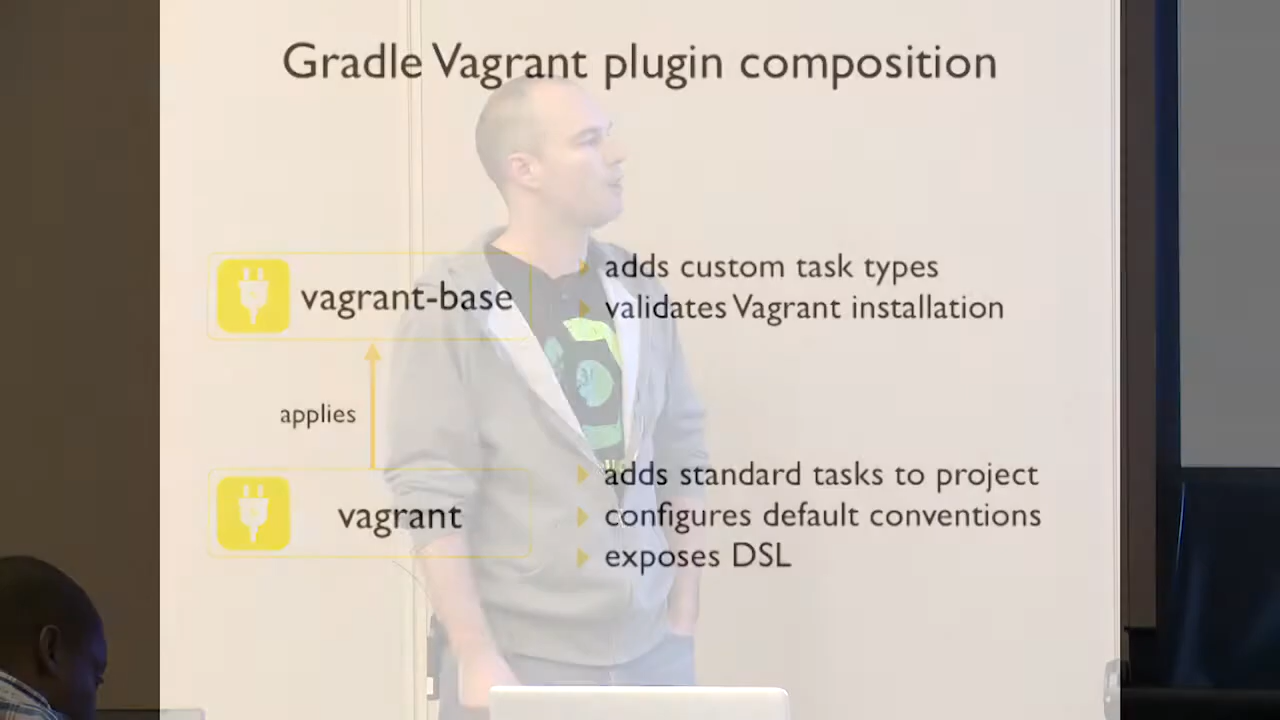 Gradle Vagrant plugin composition
vagrant-base
adds custom task types
validates Vagrant installation
applies
vagrant
adds standard tasks to project
configures default conventions
exposes DSL